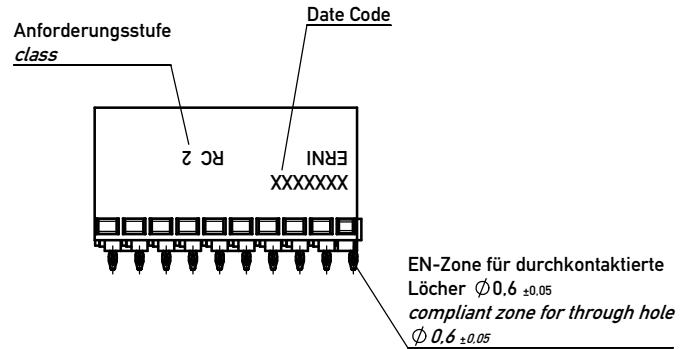 Date Code
Anforderungsstufe
class
RC 2
ERNI
XXXXXXX
EN-Zone für durchkontaktierte
Löcher ∅0,6 ±0,05
compliant zone for through hole
∅ 0,6 ±0,05